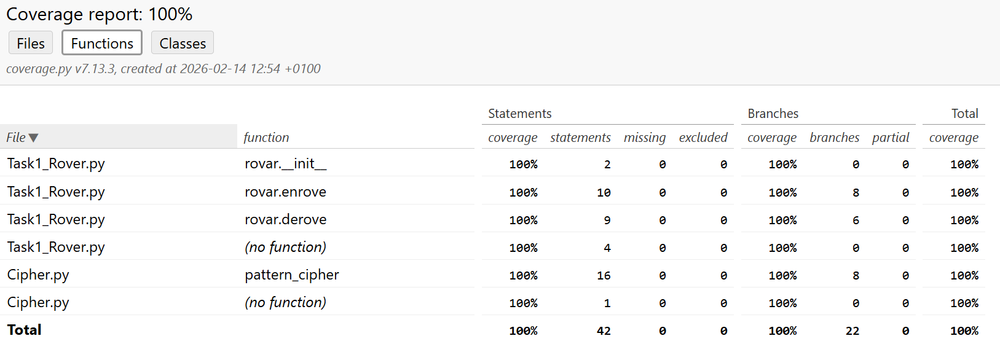 Coverage report: 100%
Files Functions Classes
coverage.py v7.13.3, created at 2026-02-14 12:54 +0100
Statements Branches Total
File▼ function coverage statements missing excluded coverage branches partial coverage
Task1_Rover.py rovar.__init__ 100% 2 0 0 100% 0 0 100%
Task1_Rover.py rovar.enrove 100% 10 0 0 100% 8 0 100%
Task1_Rover.py rovar.derove 100% 9 0 0 100% 6 0 100%
Task1_Rover.py (no function) 100% 4 0 0 100% 0 0 100%
Cipher.py pattern_cipher 100% 16 0 0 100% 8 0 100%
Cipher.py (no function) 100% 1 0 0 100% 0 0 100%
Total 100% 42 0 0 100% 22 0 100%